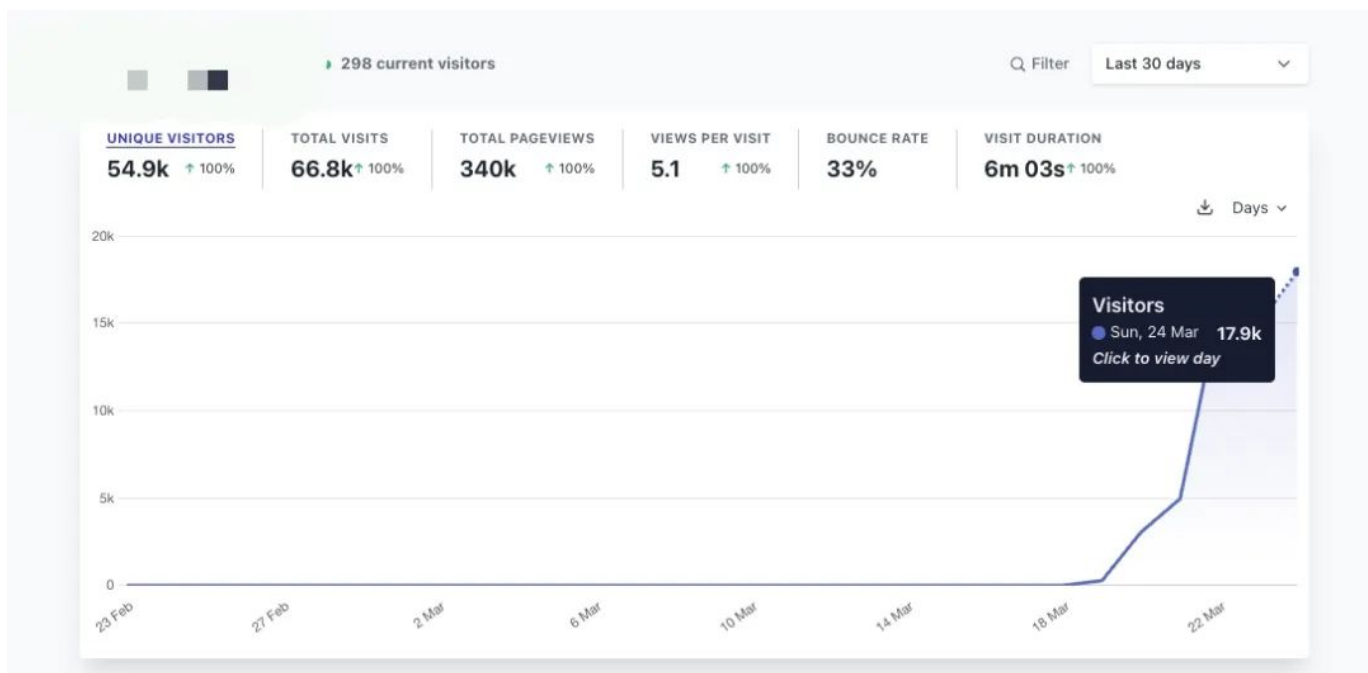 298 current visitors
Filter
Last 30 days
UNIQUE VISITORS
54.9k ↑ 100%
TOTAL VISITS
66.8k ↑ 100%
TOTAL PAGEVIEWS
340k ↑ 100%
VIEWS PER VISIT
5.1 ↑ 100%
BOUNCE RATE
33%
VISIT DURATION
6m 03s ↑ 100%
Days
20k
15k
10k
5k
0
Visitors
Sun, 24 Mar 17.9k
Click to view day
23 Feb
27 Feb
2 Mar
6 Mar
10 Mar
14 Mar
18 Mar
22 Mar